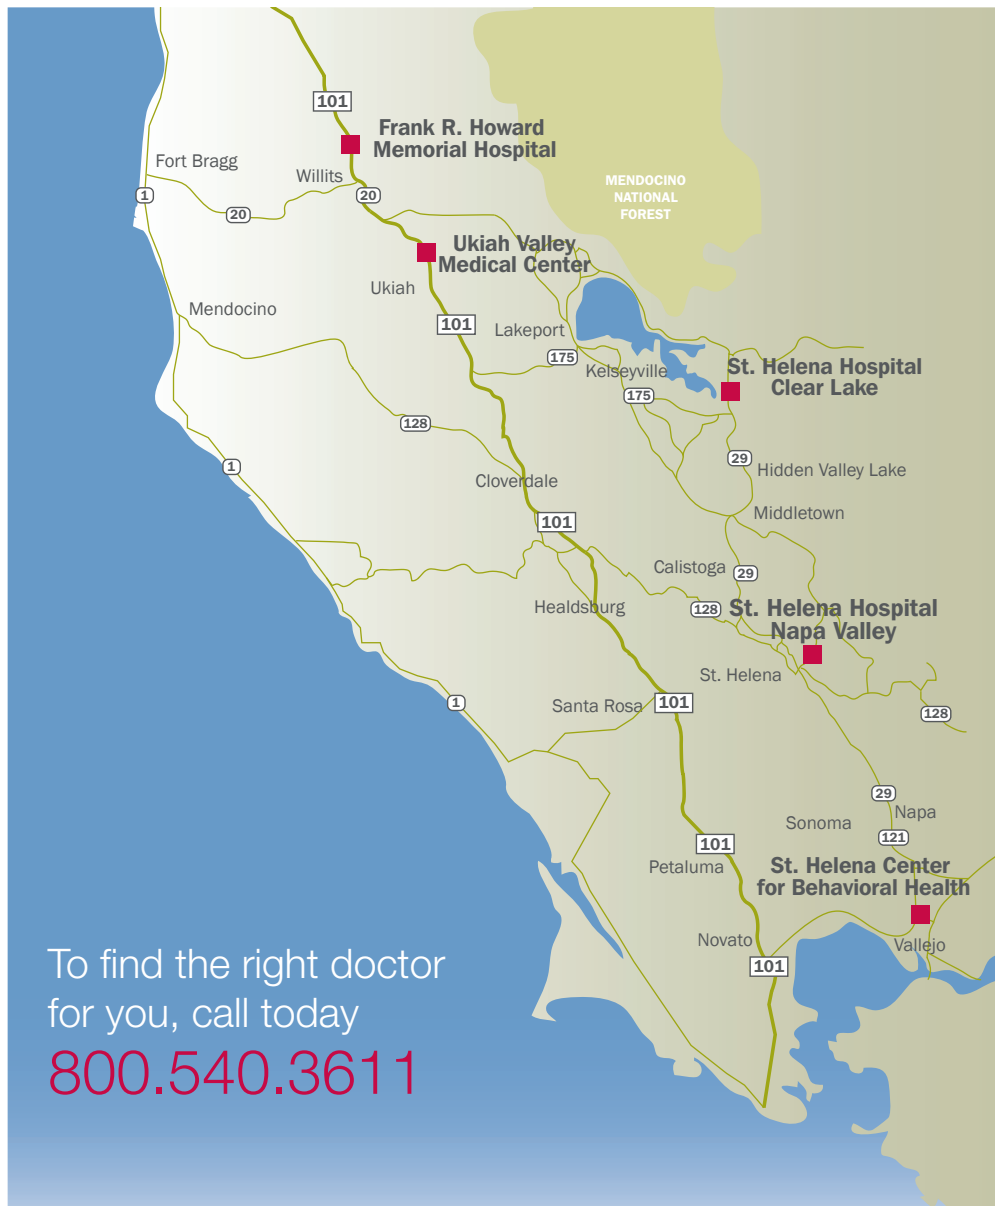 101
Frank R. Howard
Memorial Hospital
Fort Bragg
Willits
MENDOCINO
NATIONAL
FOREST
1
20
20
Ukiah Valley
Medical Center
Ukiah
Mendocino
101
Lakeport
175
Kelseyville
St. Helena Hospital
Clear Lake
175
128
29
1
Hidden Valley Lake
Cloverdale
Middletown
101
Calistoga
29
Healdsburg
128
St. Helena Hospital
Napa Valley
St. Helena
1
Santa Rosa
101
128
29
Napa
Sonoma
121
101
Petaluma
St. Helena Center
for Behavioral Health
Novato
Vallejo
101
To find the right doctor
for you, call today
800.540.3611